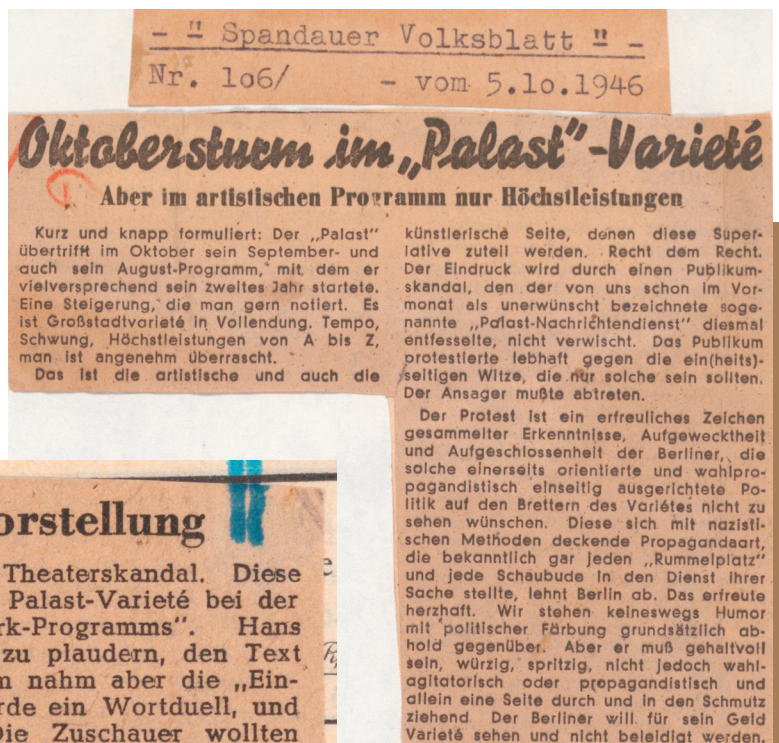 - " Spandauer Volksblatt " -
Nr. 1o6/ - vom 5.1o.1946
Oktobersturm im „Palast"-Varieté
Aber im artistischen Programm nur Höchstleistungen
Kurz und knapp formuliert: Der „Palast"
übertrifft im Oktober sein September- und
auch sein August-Programm, mit dem er
vielversprechend sein zweites Jahr startete.
Eine Steigerung, die man gern notiert. Es
ist Großstadtvarieté in Vollendung. Tempo,
Schwung, Höchstleistungen von A bis Z,
man ist angenehm überrascht.
Das ist die artistische und auch die
künstlerische Seite, denen diese Super-
lative zuteil werden. Recht dem Recht.
Der Eindruck wird durch einen Publikum-
skandal, den der von uns schon im Vor-
monat als unerwünscht bezeichnete soge-
nannte „Palast-Nachrichtendienst" diesmal
entfesselte, nicht verwischt. Das Publikum
protestierte lebhaft gegen die ein(heits)-
seitigen Witze, die nur solche sein sollten.
Der Ansager mußte abtreten.
Der Protest ist ein erfreuliches Zeichen
gesammelter Erkenntnisse, Aufgewecktheit
und Aufgeschlossenheit der Berliner, die
solche einerseits orientierte und wahlpro-
pagandistisch einseitig ausgerichtete Po-
litik auf den Brettern des Variétes nicht zu
sehen wünschen. Diese sich mit nazisti-
schen Methoden deckende Propagandaart,
die bekanntlich gar jeden „Rummelplatz"
und jede Schaubude in den Dienst ihrer
Sache stellte, lehnt Berlin ab. Das erfreute
herzhaft. Wir stehen keineswegs Humor
mit politischer Färbung grundsätzlich ab-
hold gegenüber. Aber er muß gehaltvoll
sein, würzig, spritzig, nicht jedoch wahl-
agitatorisch oder propagandistisch und
allein eine Seite durch und in den Schmutz
ziehend. Der Berliner will für sein Geld
Varieté sehen und nicht beleidigt werden.
orstellung
Theaterskandal. Diese
Palast-Varieté bei der
rk-Programms". Hans
zu plaudern, den Text
m nahm aber die „Ein-
rde ein Wortduell, und
Die Zuschauer wollten